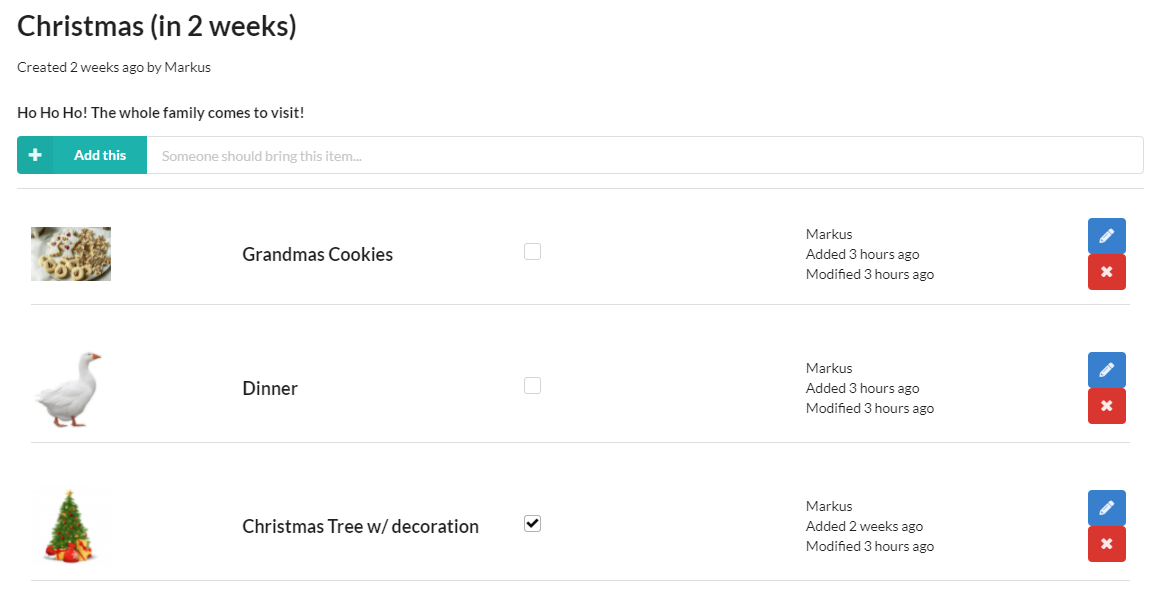 Christmas (in 2 weeks)
Created 2 weeks ago by Markus
Ho Ho Ho! The whole family comes to visit!
Add this
Someone should bring this item...
Grandmas Cookies
Markus
Added 3 hours ago
Modified 3 hours ago
Dinner
Markus
Added 3 hours ago
Modified 3 hours ago
Christmas Tree w/ decoration
Markus
Added 2 weeks ago
Modified 3 hours ago